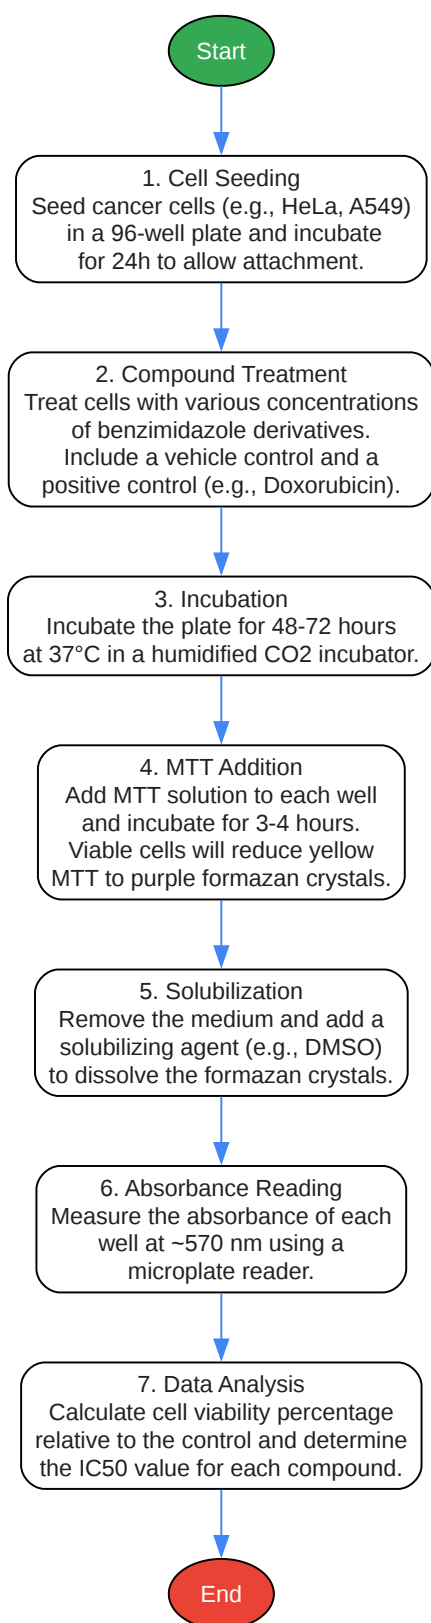 Start
1. Cell Seeding
Seed cancer cells (e.g., HeLa, A549)
in a 96-well plate and incubate
for 24h to allow attachment.
2. Compound Treatment
Treat cells with various concentrations
of benzimidazole derivatives.
Include a vehicle control and a
positive control (e.g., Doxorubicin).
3. Incubation
Incubate the plate for 48-72 hours
at 37°C in a humidified CO2 incubator.
4. MTT Addition
Add MTT solution to each well
and incubate for 3-4 hours.
Viable cells will reduce yellow
MTT to purple formazan crystals.
5. Solubilization
Remove the medium and add a
solubilizing agent (e.g., DMSO)
to dissolve the formazan crystals.
6. Absorbance Reading
Measure the absorbance of each
well at ~570 nm using a
microplate reader.
7. Data Analysis
Calculate cell viability percentage
relative to the control and determine
the IC50 value for each compound.
End